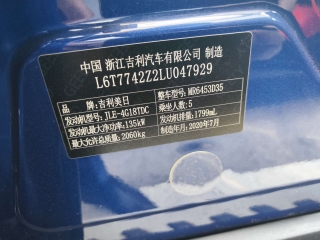 中国 浙江吉利汽车有限公司 制造
L6T7742Z2LU047929
品牌:吉利美日 整车型号:MR6453D35
发动机型号:JLE-4G18TDC 乘坐人数:5
发动机最大净功率:135kW 发动机排量:1799mL
最大允许总质量:2060kg 制造年月:2020年7月